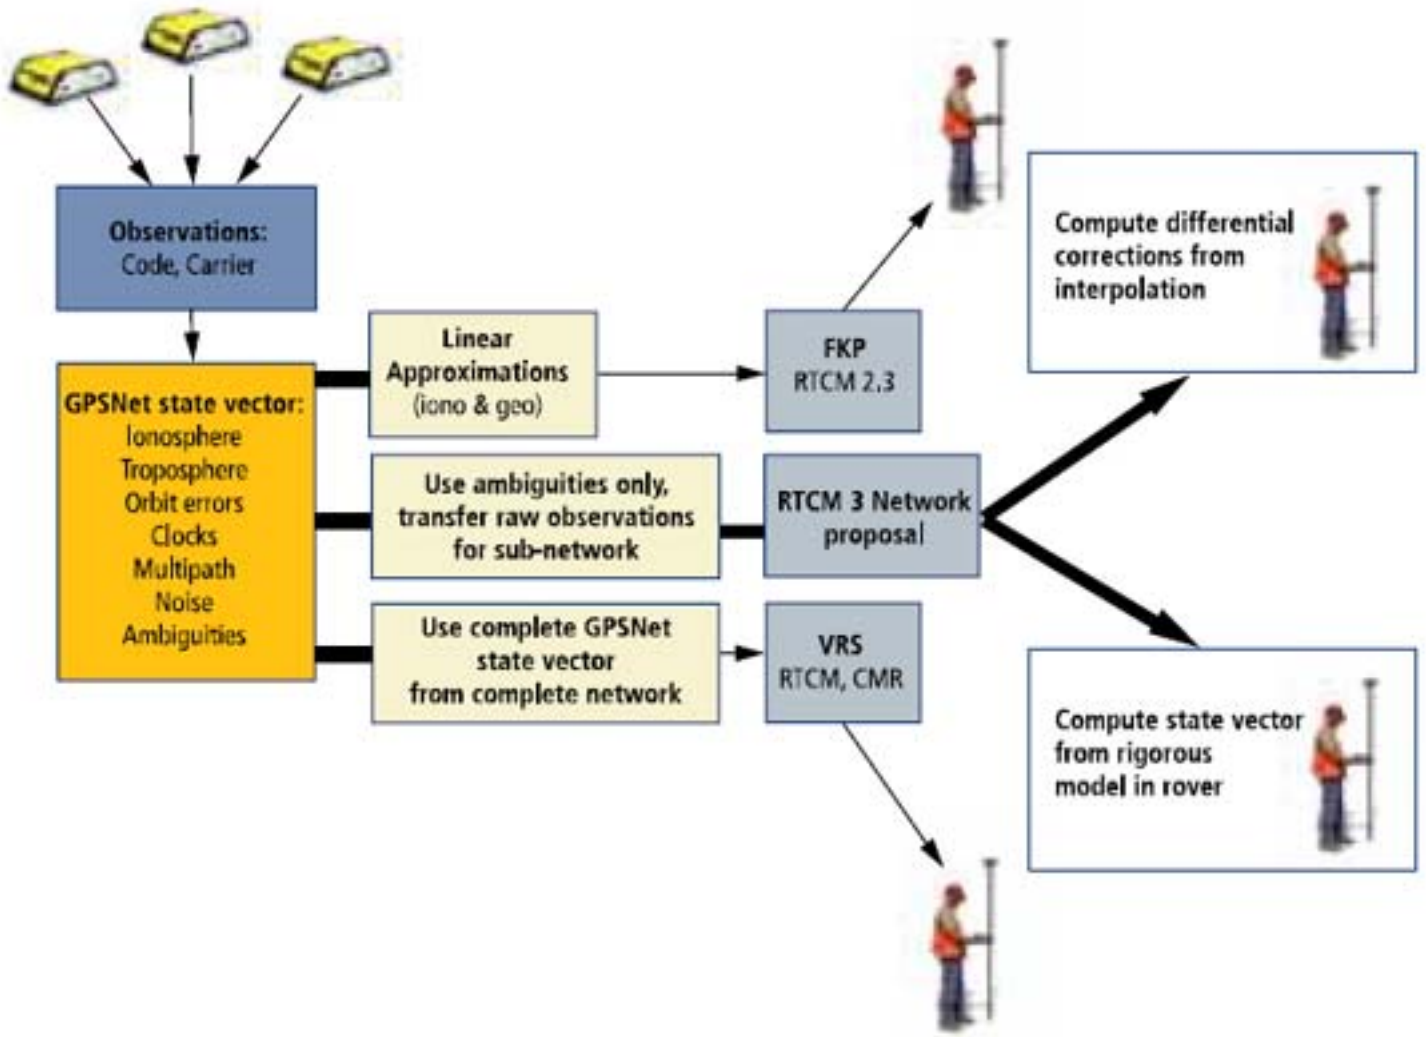 Observations:
Code, Carrier
GPSNet state vector:
Ionosphere
Troposphere
Orbit errors
Clocks
Multipath
Noise
Ambiguities
Linear
Approximations
(iono & geo)
FKP
RTCM 2.3
Use ambiguities only,
transfer raw observations
for sub-network
RTCM 3 Network
proposal
Use complete GPSNet
state vector
from complete network
VRS
RTCM, CMR
Compute differential
corrections from
interpolation
Compute state vector
from rigorous
model in rover